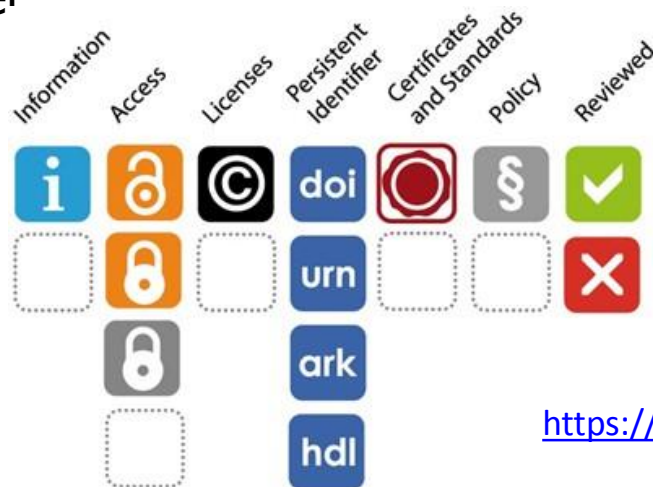 Information
Access
Licenses
Persistent
Identifier
Certificates
and Standards
Policy
Reviewed
i
©
doi
§
urn
ark
hdl
https://